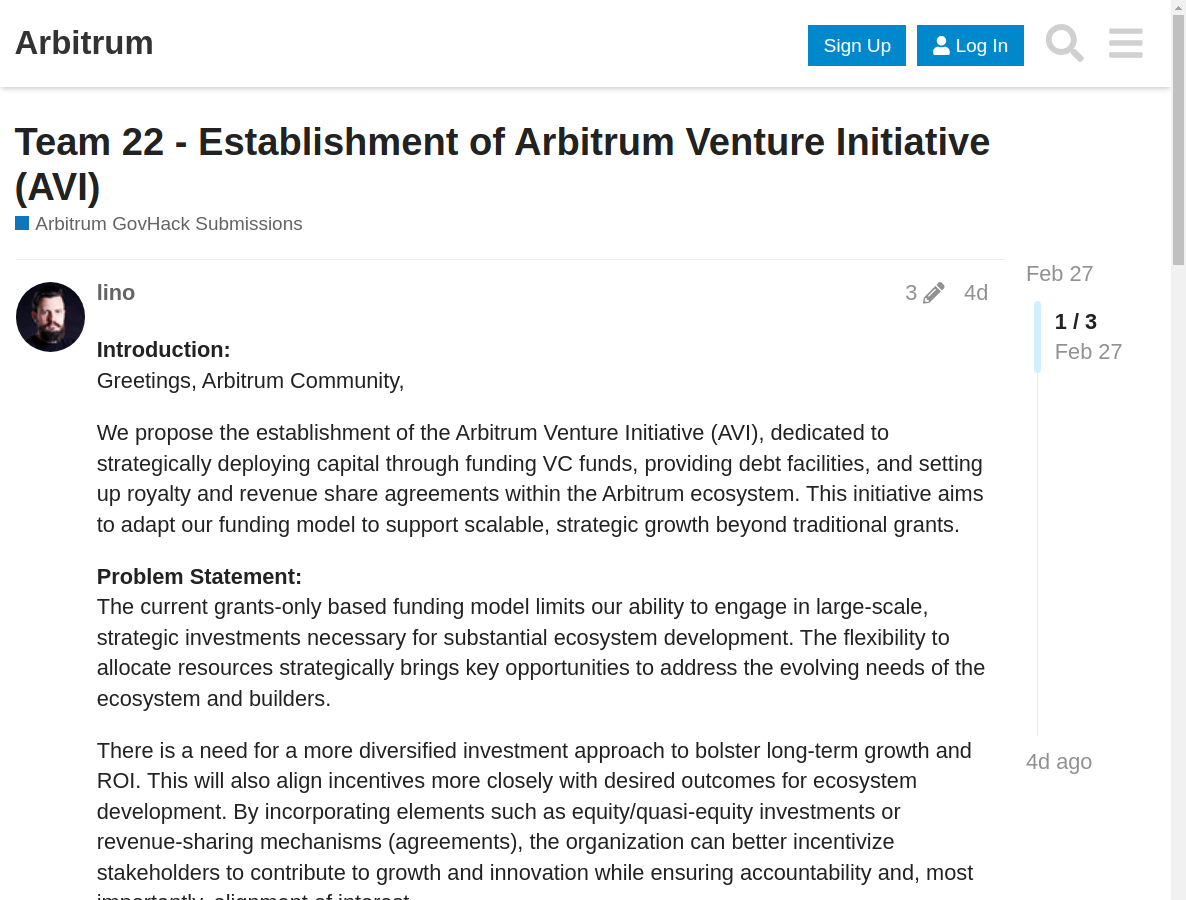 Arbitrum
Sign Up
Log In
Team 22 - Establishment of Arbitrum Venture Initiative
(AVI)
Arbitrum GovHack Submissions
lino
3
4d
Introduction:
Greetings, Arbitrum Community,
We propose the establishment of the Arbitrum Venture Initiative (AVI), dedicated to
strategically deploying capital through funding VC funds, providing debt facilities, and setting
up royalty and revenue share agreements within the Arbitrum ecosystem. This initiative aims
to adapt our funding model to support scalable, strategic growth beyond traditional grants.
Problem Statement:
The current grants-only based funding model limits our ability to engage in large-scale,
strategic investments necessary for substantial ecosystem development. The flexibility to
allocate resources strategically brings key opportunities to address the evolving needs of the
ecosystem and builders.
There is a need for a more diversified investment approach to bolster long-term growth and
ROI. This will also align incentives more closely with desired outcomes for ecosystem
development. By incorporating elements such as equity/quasi-equity investments or
revenue-sharing mechanisms (agreements), the organization can better incentivize
stakeholders to contribute to growth and innovation while ensuring accountability and, most
importantly, alignment of interest.
Feb 27
1 / 3
Feb 27
4d ago